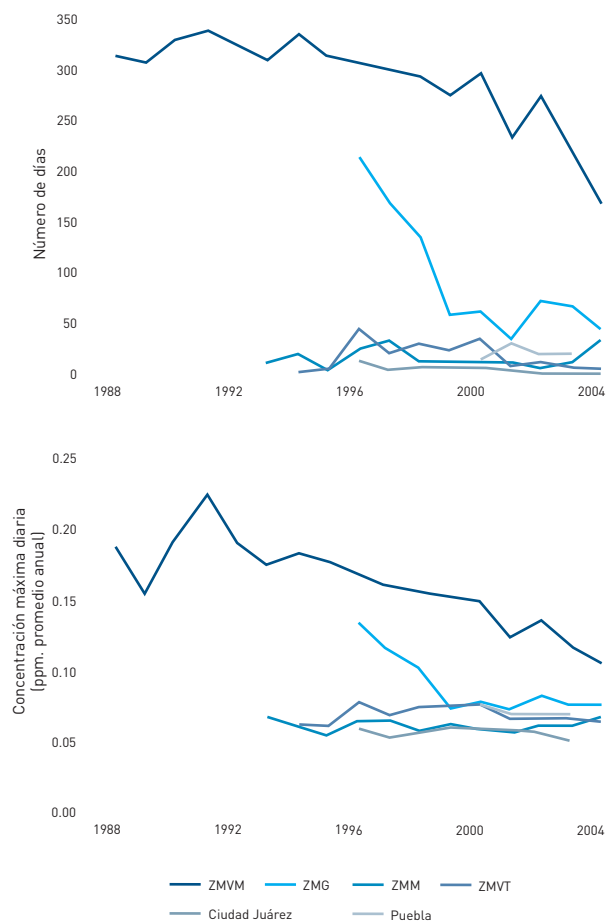 350
300
250
200
150
100
50
0
Número de días
1988 1992 1996 2000 2004
0.25
0.20
0.15
0.10
0.05
0.00
Concentración máxima diaria
(ppm. promedio anual)
1988 1992 1996 2000 2004
ZMVM ZMG ZMM ZMVT
Ciudad Juárez Puebla